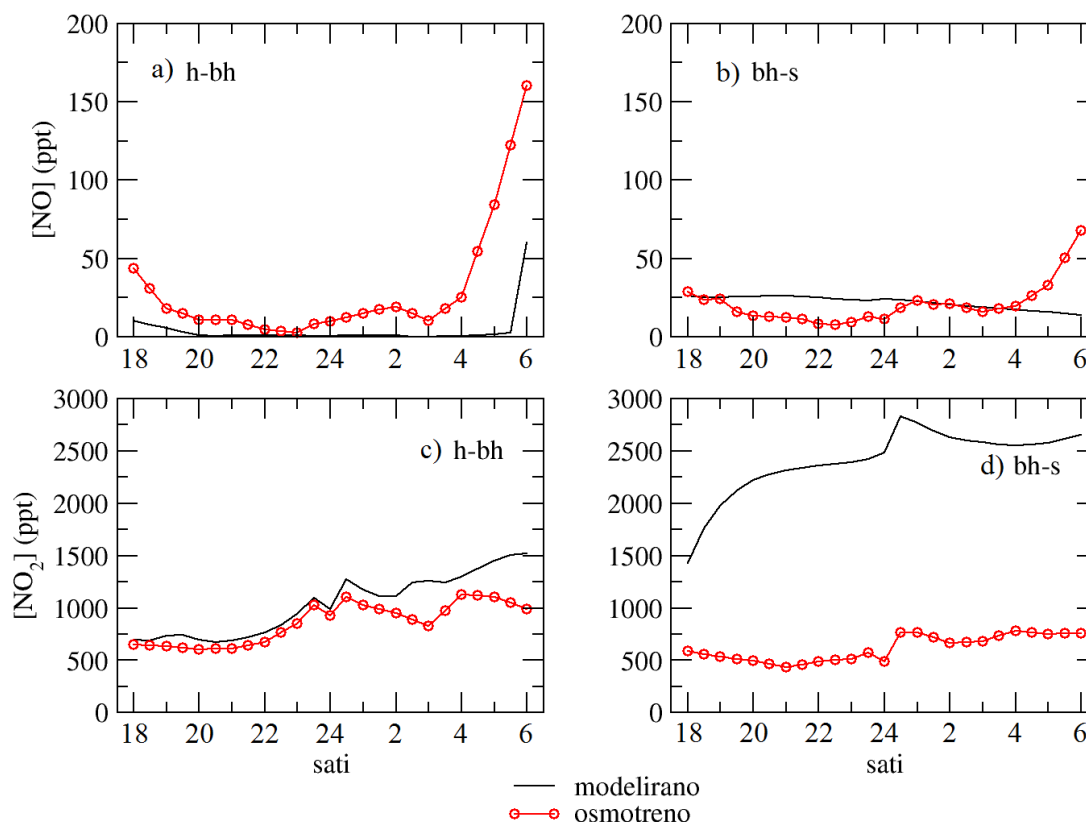 200
150
100
50
0
[NO] (ppt)
a) h-bh
18 20 22 24 2 4 6
200
150
100
50
0
b) bh-s
18 20 22 24 2 4 6
3000
2500
2000
1500
1000
500
0
[NO₂] (ppt)
c) h-bh
18 20 22 24 2 4 6
sati
3000
2500
2000
1500
1000
500
0
d) bh-s
18 20 22 24 2 4 6
sati
modelirano
osmotreno